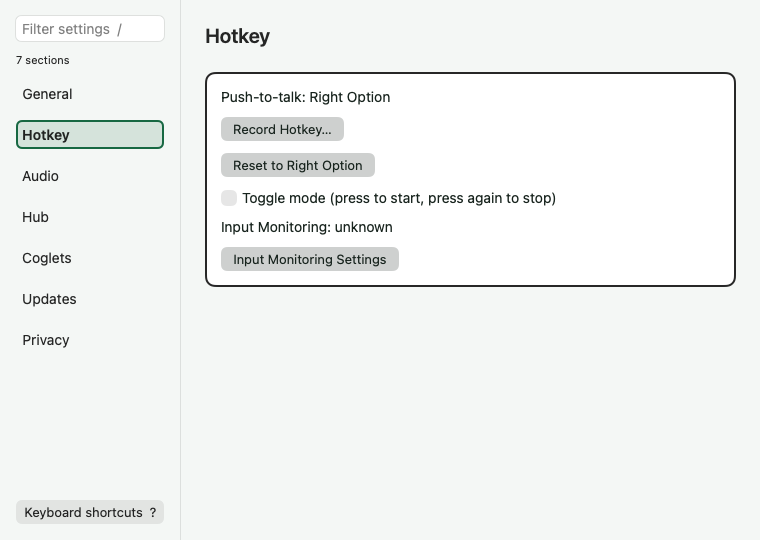 Filter settings /
7 sections
General
Hotkey
Audio
Hub
Coglets
Updates
Privacy
Keyboard shortcuts ?
Hotkey
Push-to-talk: Right Option
Record Hotkey...
Reset to Right Option
Toggle mode (press to start, press again to stop)
Input Monitoring: unknown
Input Monitoring Settings